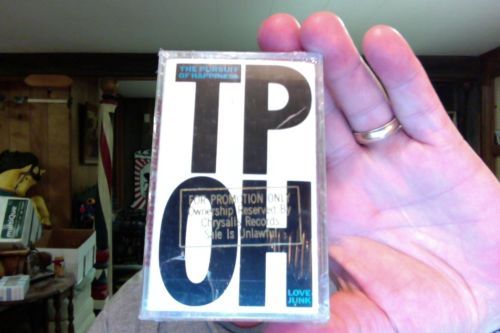 THE PURSUIT
OF HAPPINESS
TP
OH
FOR PROMOTION ONLY
Ownership Reserved By
Chrysalis Records
Sale Is Unlawful
LOVE
JUNK